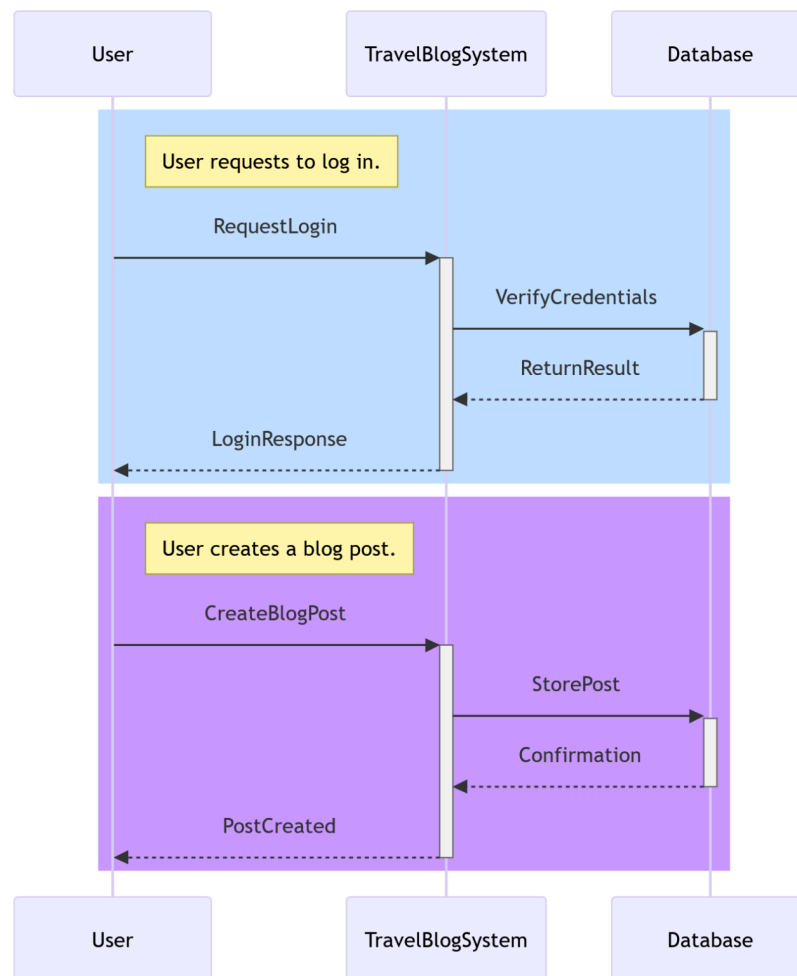 User
TravelBlogSystem
Database
User requests to log in.
RequestLogin
VerifyCredentials
ReturnResult
LoginResponse
User creates a blog post.
CreateBlogPost
StorePost
Confirmation
PostCreated
User
TravelBlogSystem
Database